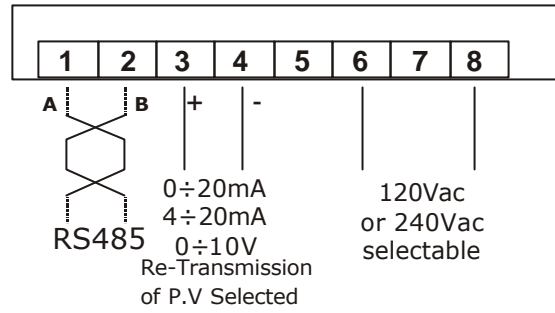 1 2 3 4 5 6 7 8
A B + -
0÷20mA
4÷20mA
0÷10V
RS485
Re-Transmission
of P.V Selected
120Vac
or 240Vac
selectable